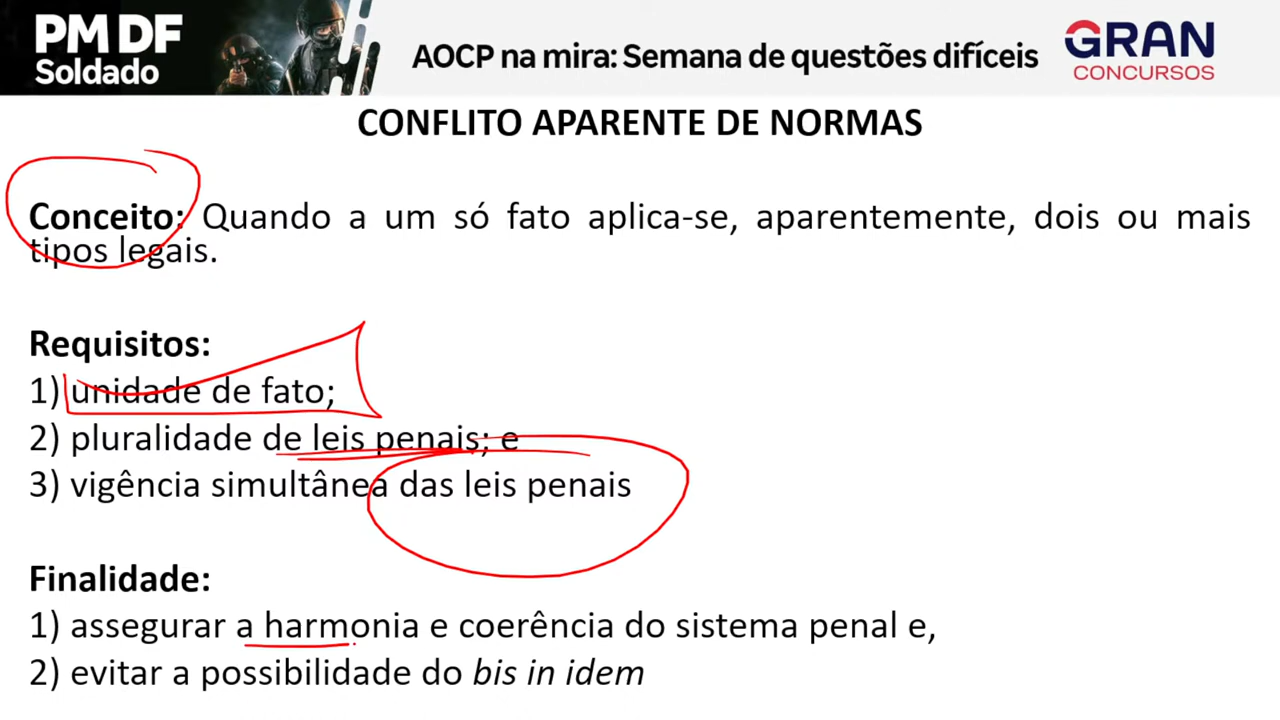 PM DF
Soldado
AOCP na mira: Semana de questões difíceis
GRAN
CONCURSOS
CONFLITO APARENTE DE NORMAS
Conceito: Quando a um só fato aplica-se, aparentemente, dois ou mais
tipos legais.
Requisitos:
1) unidade de fato;
2) pluralidade de leis penais; e
3) vigência simultânea das leis penais
Finalidade:
1) assegurar a harmonia e coerência do sistema penal e,
2) evitar a possibilidade do bis in idem